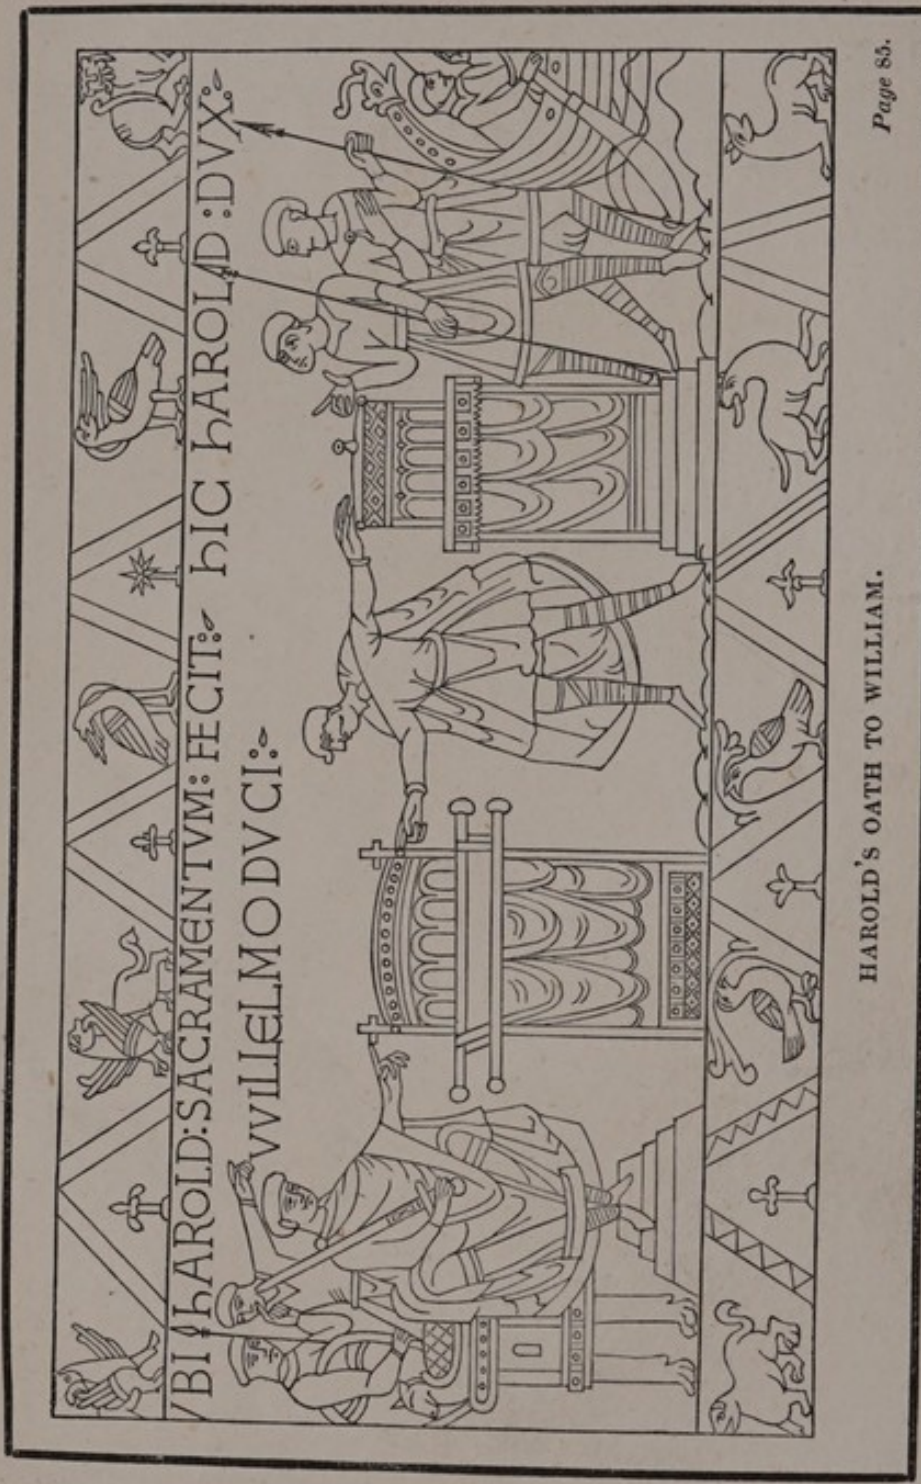 VBI hAROLD:SACRAMENTVM: FECIT: hIC hAROLD :DVX:
VVILLELMO DVCI:
HAROLD'S OATH TO WILLIAM.
Page 85.